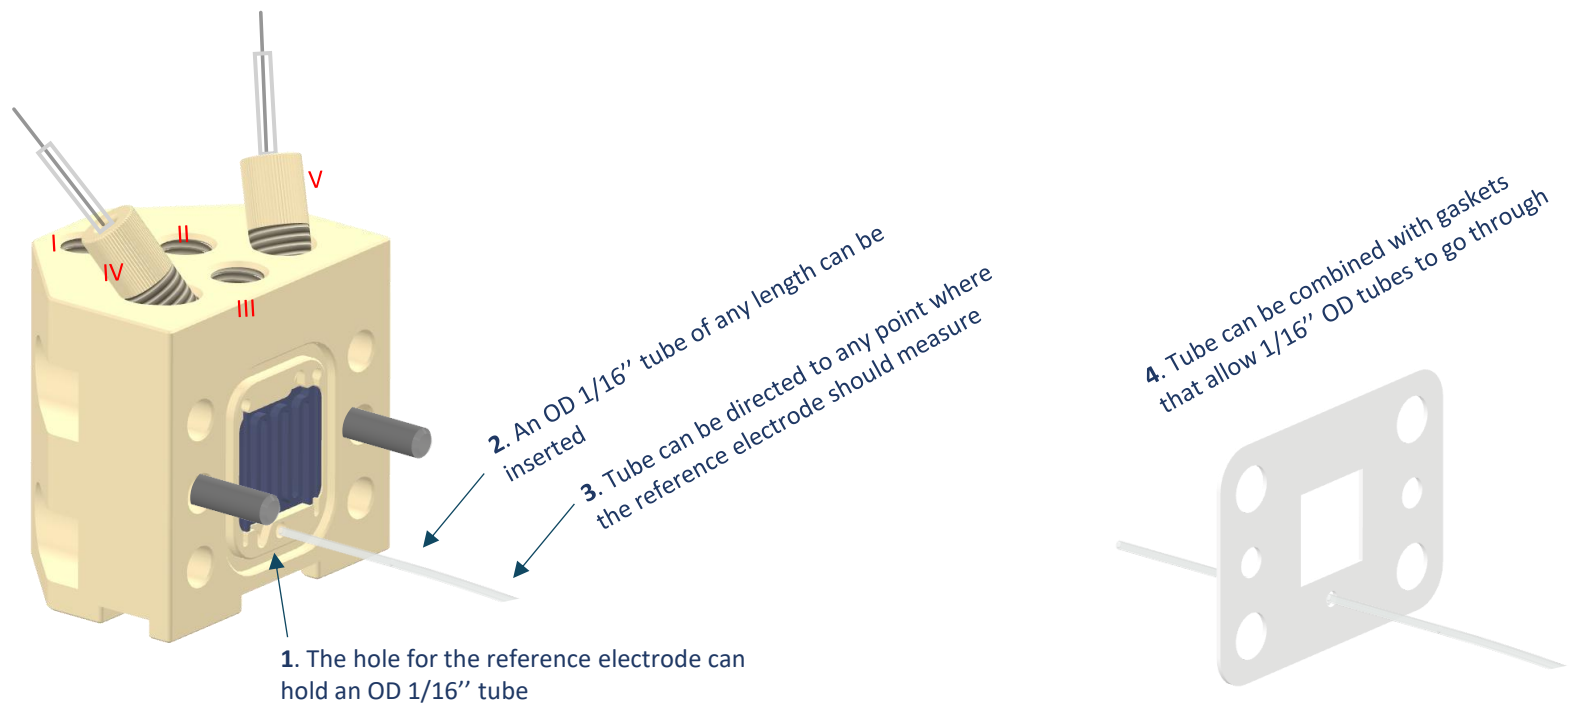 V
I
II
IV
III
2. An OD 1/16’’ tube of any length can be
inserted
3. Tube can be directed to any point where
the reference electrode should measure
4. Tube can be combined with gaskets
that allow 1/16’’ OD tubes to go through
1. The hole for the reference electrode can
hold an OD 1/16’’ tube